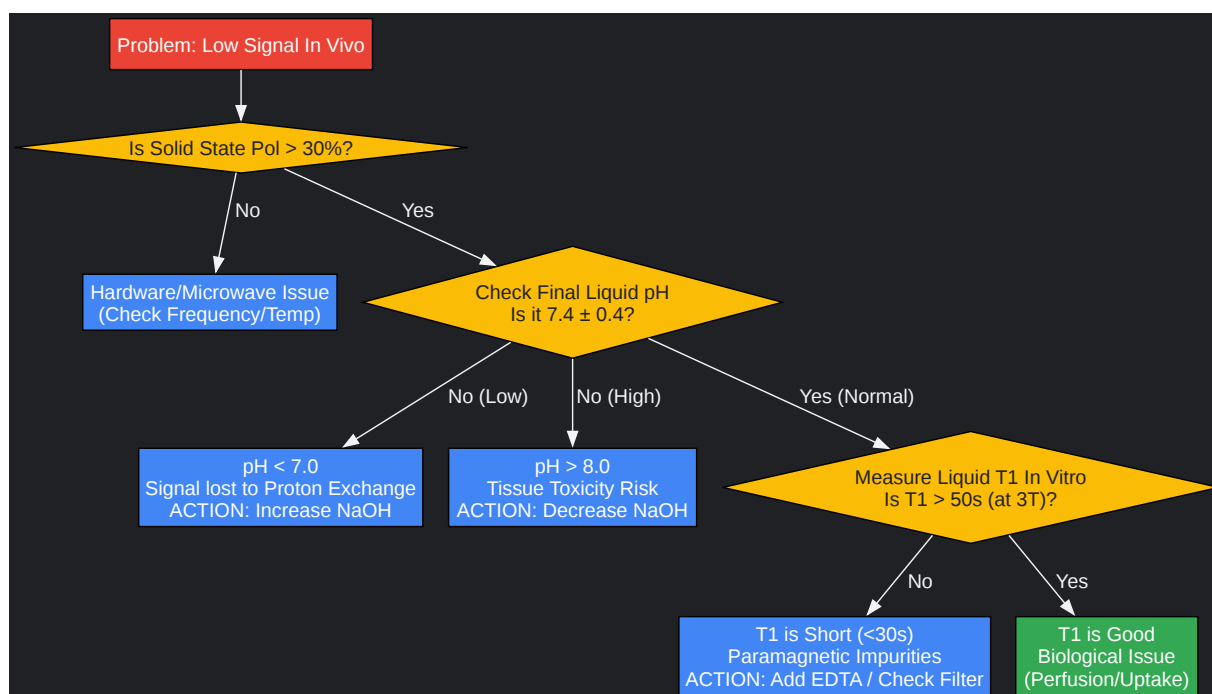 Problem: Low Signal In Vivo
Is Solid State Pol > 30%?
No
Yes
Hardware/Microwave Issue
(Check Frequency/Temp)
Check Final Liquid pH
Is it 7.4 ± 0.4?
No (Low)
No (High)
Yes (Normal)
pH < 7.0
Signal lost to Proton Exchange
ACTION: Increase NaOH
pH > 8.0
Tissue Toxicity Risk
ACTION: Decrease NaOH
Measure Liquid T1 In Vitro
Is T1 > 50s (at 3T)?
No
Yes
T1 is Short (<30s)
Paramagnetic Impurities
ACTION: Add EDTA / Check Filter
T1 is Good
Biological Issue
(Perfusion/Uptake)